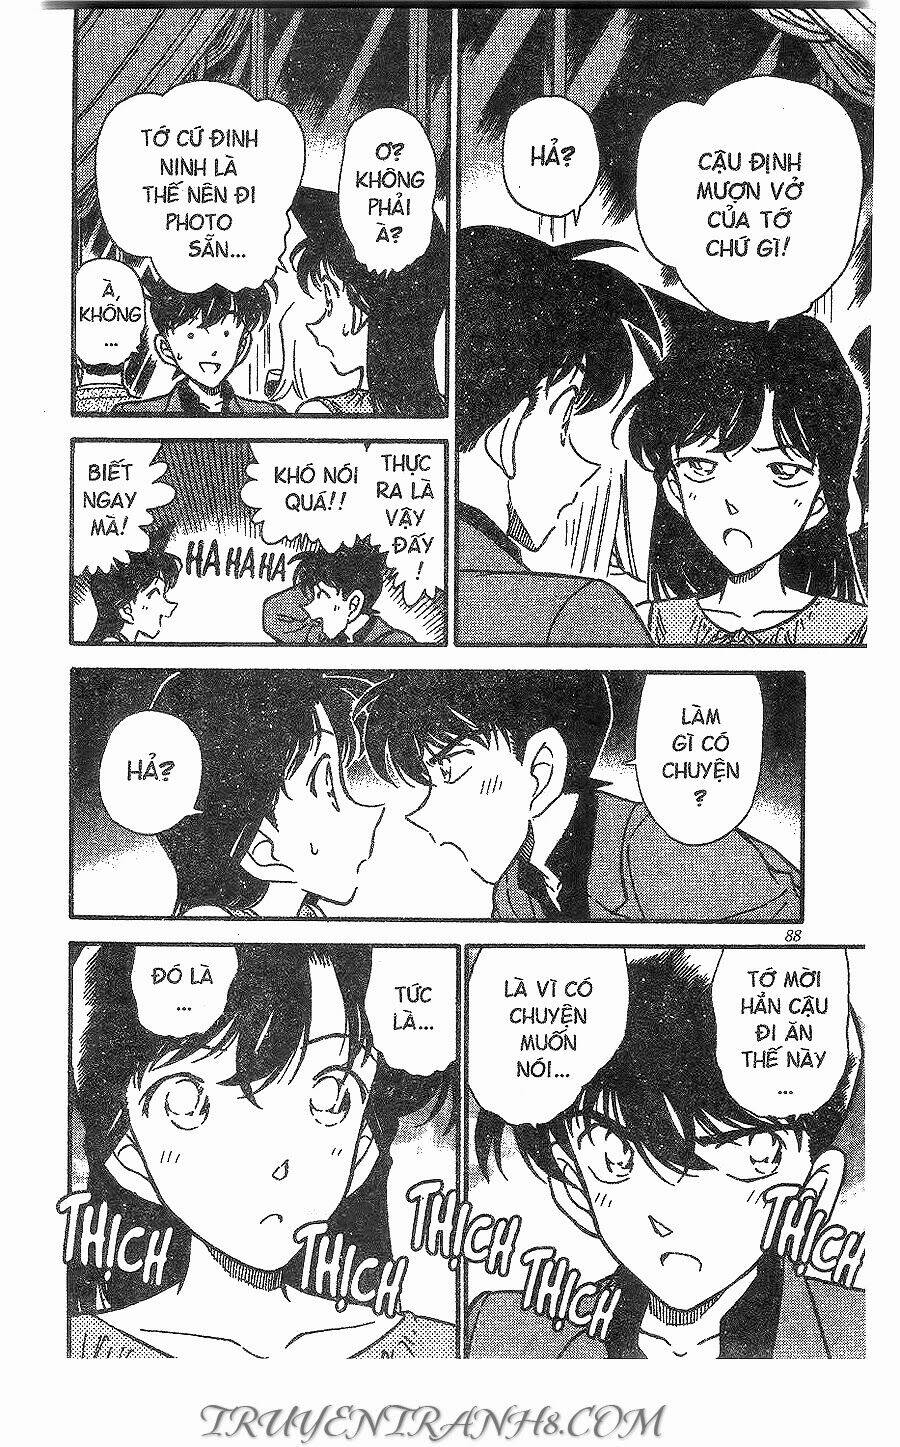 CẬU ĐỊNH
MƯỢN VỞ
CỦA TỚ
CHỨ GÌ!
HẢ?
Ơ?
KHÔNG
PHẢI
À?
TỚ CỨ ĐINH
NINH LÀ
THẾ NÊN ĐI
PHOTO
SẴN...
À,
KHÔNG
...
THỰC
RA LÀ
VẬY
ĐẤY
!
KHÓ NÓI
QUÁ!!
HA HA HA
BIẾT
NGAY
MÀ!
LÀM
GÌ CÓ
CHUYỆN
?
HẢ?
88
TỚ MỜI
HẲN CẬU
ĐI ĂN
THẾ NÀY
...
LÀ VÌ CÓ
CHUYỆN
MUỐN
NÓI...
THỊCH
THỊCH
THỊCH
TỨC
LÀ...
ĐÓ LÀ
...
THỊCH
THỊCH
TRUYENTRANH8.COM